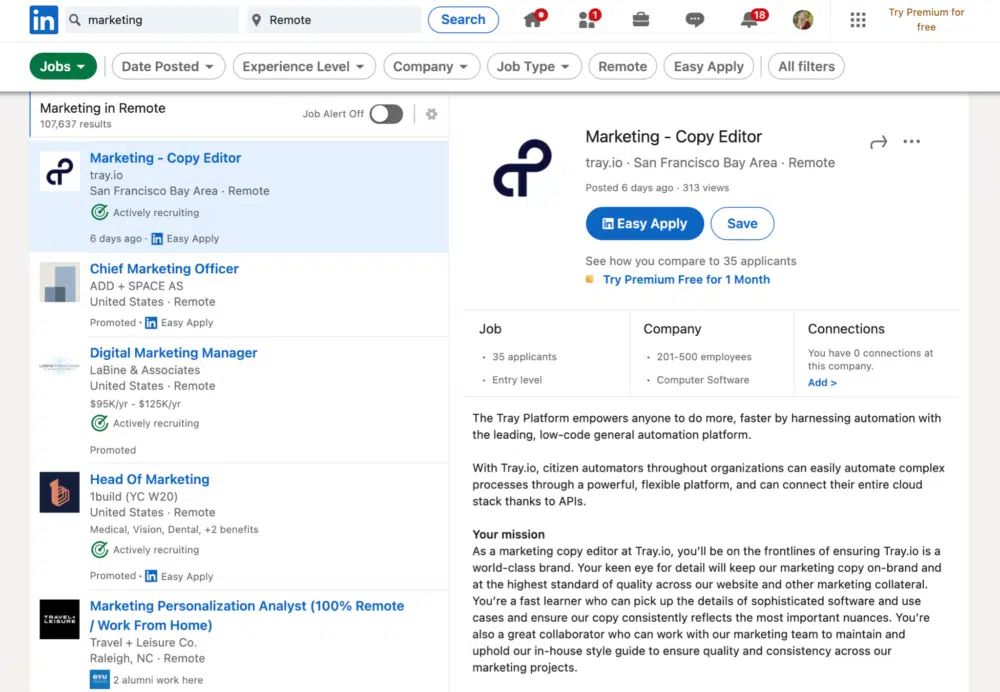 in
marketing
Remote
Search
1
18
Try Premium for
free
Jobs
Date Posted
Experience Level
Company
Job Type
Remote
Easy Apply
All filters
Marketing in Remote
107,637 results
Job Alert Off
Marketing - Copy Editor
tray.io
San Francisco Bay Area · Remote
Actively recruiting
6 days ago · in Easy Apply
Chief Marketing Officer
ADD + SPACE AS
United States · Remote
Promoted · in Easy Apply
Digital Marketing Manager
LaBine & Associates
United States · Remote
$95K/yr - $125K/yr
Actively recruiting
Promoted
Head Of Marketing
1build (YC W20)
United States · Remote
Medical, Vision, Dental, +2 benefits
Actively recruiting
Promoted · in Easy Apply
TRAVEL+
LEISURE
Marketing Personalization Analyst (100% Remote
/ Work From Home)
Travel + Leisure Co.
Raleigh, NC · Remote
BYU
2 alumni work here
Marketing - Copy Editor
tray.io · San Francisco Bay Area · Remote
Posted 6 days ago · 313 views
in Easy Apply
Save
See how you compare to 35 applicants
Try Premium Free for 1 Month
Job
• 35 applicants
• Entry level
Company
• 201-500 employees
• Computer Software
Connections
You have 0 connections at
this company.
Add >
The Tray Platform empowers anyone to do more, faster by harnessing automation with
the leading, low-code general automation platform.
With Tray.io, citizen automators throughout organizations can easily automate complex
processes through a powerful, flexible platform, and can connect their entire cloud
stack thanks to APIs.
Your mission
As a marketing copy editor at Tray.io, you’ll be on the frontlines of ensuring Tray.io is a
world-class brand. Your keen eye for detail will keep our marketing copy on-brand and
at the highest standard of quality across our website and other marketing collateral.
You’re a fast learner who can pick up the details of sophisticated software and use
cases and ensure our copy consistently reflects the most important nuances. You’re
also a great collaborator who can work with our marketing team to maintain and
uphold our in-house style guide to ensure quality and consistency across our
marketing projects.